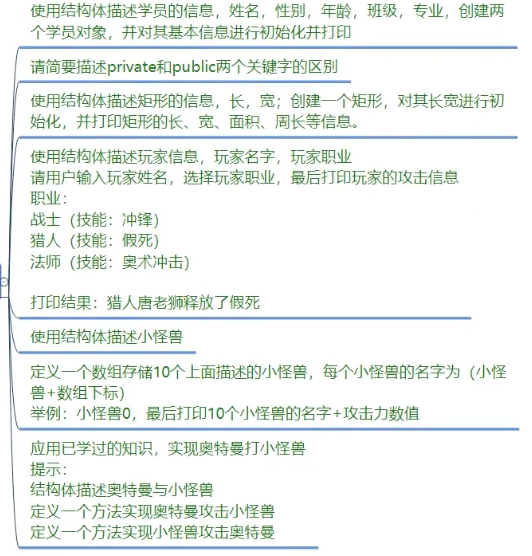 使用结构体描述学员的信息，姓名，性别，年龄，班级，专业，创建两
个学员对象，并对其基本信息进行初始化并打印
请简要描述private和public两个关键字的区别
使用结构体描述矩形的信息，长，宽；创建一个矩形，对其长宽进行初
始化，并打印矩形的长、宽、面积、周长等信息。
使用结构体描述玩家信息，玩家名字，玩家职业
请用户输入玩家姓名，选择玩家职业，最后打印玩家的攻击信息
职业：
战士（技能：冲锋）
猎人（技能：假死）
法师（技能：奥术冲击）
打印结果：猎人唐老狮释放了假死
使用结构体描述小怪兽
定义一个数组存储10个上面描述的小怪兽，每个小怪兽的名字为（小怪
兽+数组下标）
举例：小怪兽0，最后打印10个小怪兽的名字+攻击力数值
应用已学过的知识，实现奥特曼打小怪兽
提示：
结构体描述奥特曼与小怪兽
定义一个方法实现奥特曼攻击小怪兽
定义一个方法实现小怪兽攻击奥特曼